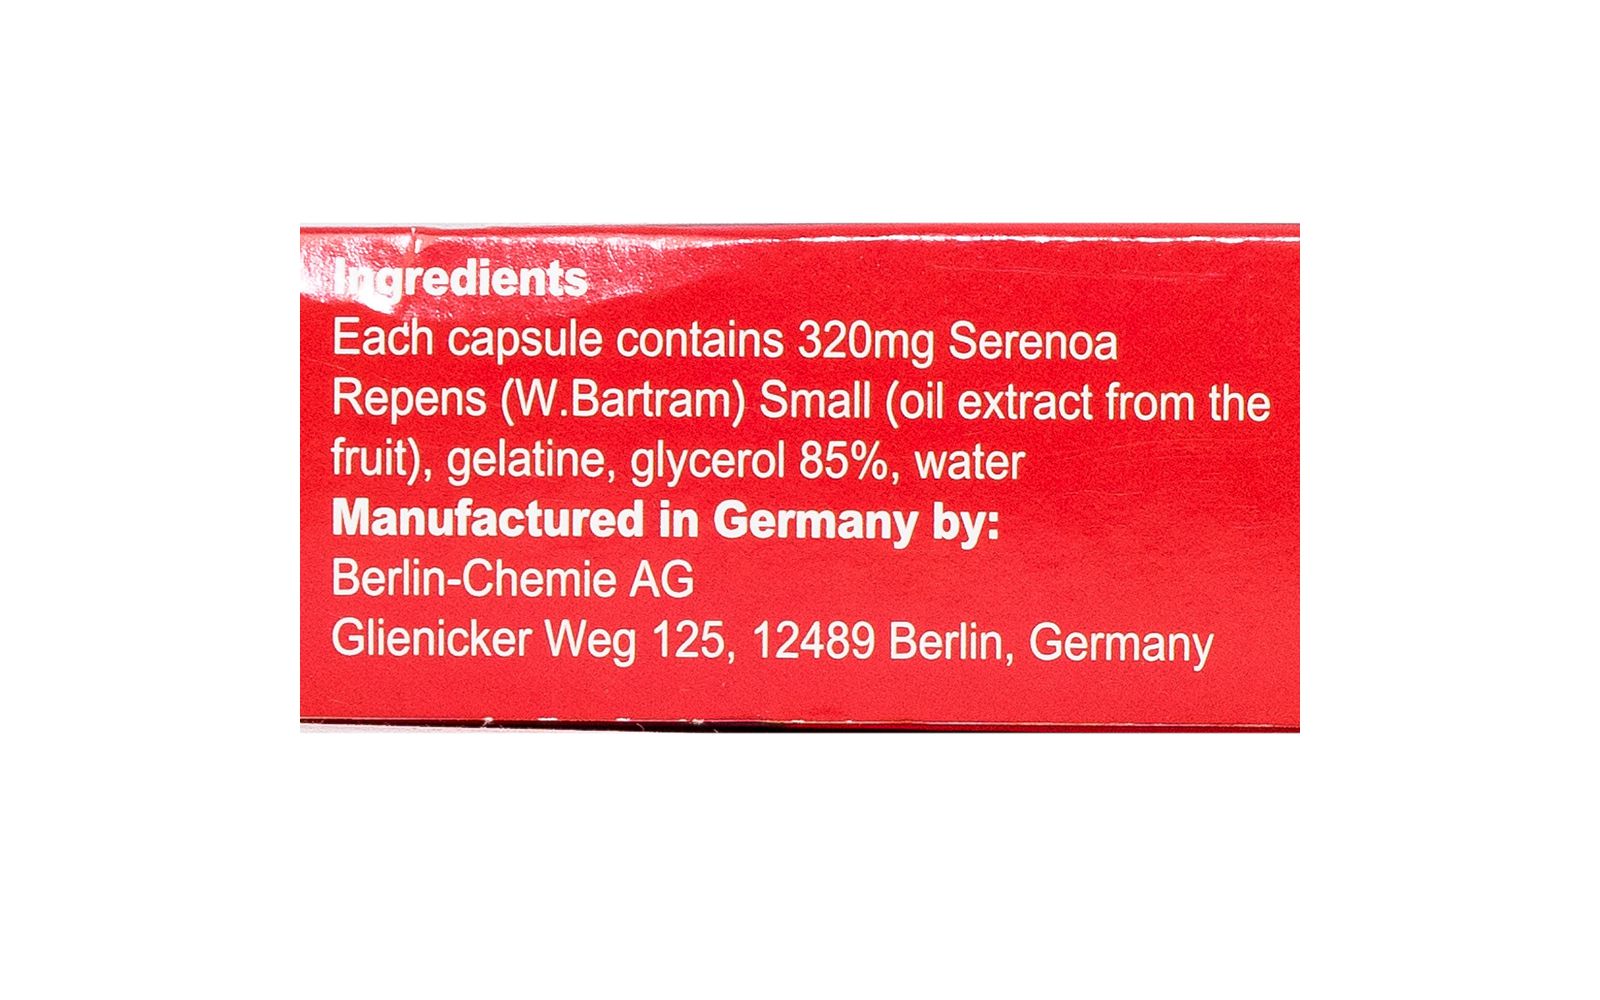 Ingredients
Each capsule contains 320mg Serenoa
Repens (W.Bartram) Small (oil extract from the
fruit), gelatine, glycerol 85%, water
Manufactured in Germany by:
Berlin-Chemie AG
Glienicker Weg 125, 12489 Berlin, Germany